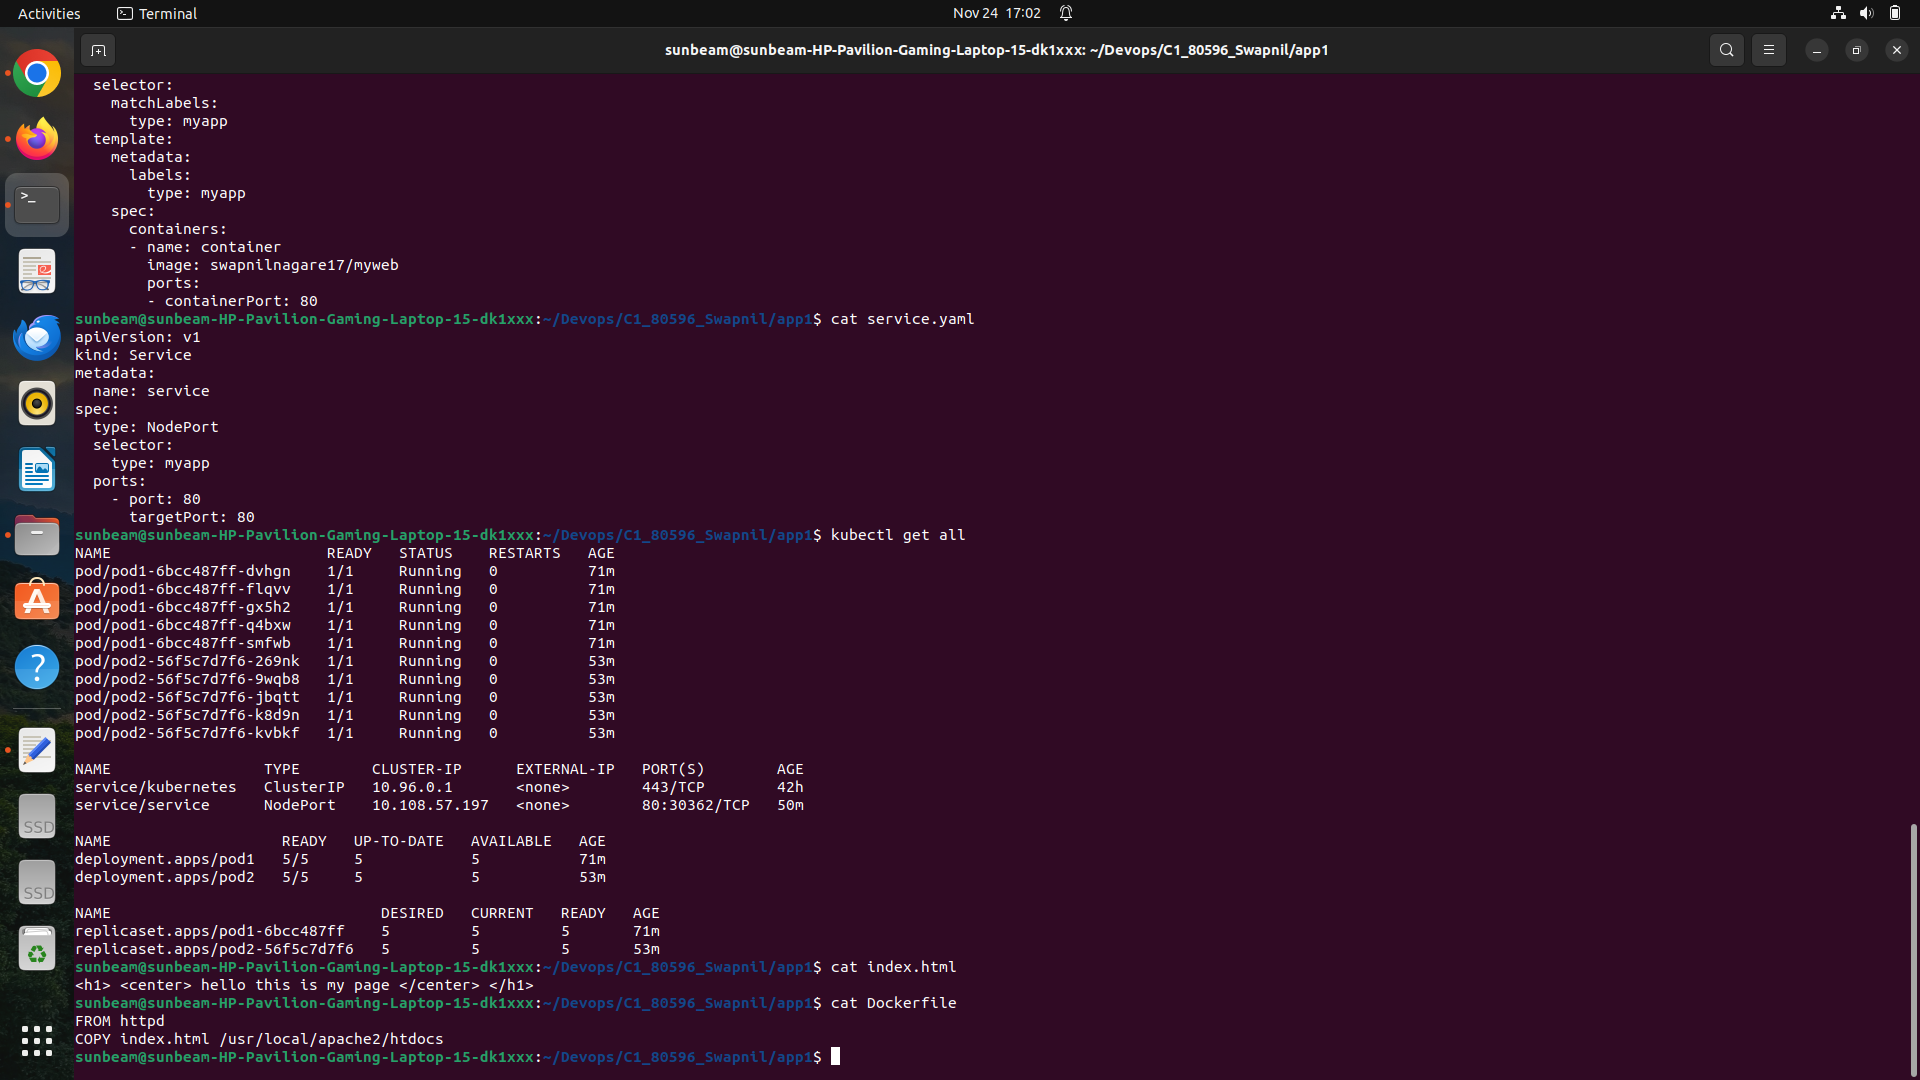 Activities
Terminal
Nov 24 17:02
sunbeam@sunbeam-HP-Pavilion-Gaming-Laptop-15-dk1xxx: ~/Devops/C1_80596_Swapnil/app1
  selector:
    matchLabels:
      type: myapp
  template:
    metadata:
      labels:
        type: myapp
    spec:
      containers:
      - name: container
        image: swapnilnagare17/myweb
        ports:
        - containerPort: 80
sunbeam@sunbeam-HP-Pavilion-Gaming-Laptop-15-dk1xxx:~/Devops/C1_80596_Swapnil/app1$ cat service.yaml
apiVersion: v1
kind: Service
metadata:
  name: service
spec:
  type: NodePort
  selector:
    type: myapp
  ports:
    - port: 80
      targetPort: 80
sunbeam@sunbeam-HP-Pavilion-Gaming-Laptop-15-dk1xxx:~/Devops/C1_80596_Swapnil/app1$ kubectl get all
NAME                        READY   STATUS    RESTARTS   AGE
pod/pod1-6bcc487ff-dvhgn    1/1     Running   0          71m
pod/pod1-6bcc487ff-flqvv    1/1     Running   0          71m
pod/pod1-6bcc487ff-gx5h2    1/1     Running   0          71m
pod/pod1-6bcc487ff-q4bxw    1/1     Running   0          71m
pod/pod1-6bcc487ff-smfwb    1/1     Running   0          71m
pod/pod2-56f5c7d7f6-269nk   1/1     Running   0          53m
pod/pod2-56f5c7d7f6-9wqb8   1/1     Running   0          53m
pod/pod2-56f5c7d7f6-jbqtt   1/1     Running   0          53m
pod/pod2-56f5c7d7f6-k8d9n   1/1     Running   0          53m
pod/pod2-56f5c7d7f6-kvbkf   1/1     Running   0          53m
NAME                 TYPE        CLUSTER-IP      EXTERNAL-IP   PORT(S)        AGE
service/kubernetes   ClusterIP   10.96.0.1       <none>        443/TCP        42h
service/service      NodePort    10.108.57.197   <none>        80:30362/TCP   50m
NAME                   READY   UP-TO-DATE   AVAILABLE   AGE
deployment.apps/pod1   5/5     5            5           71m
deployment.apps/pod2   5/5     5            5           53m
NAME                              DESIRED   CURRENT   READY   AGE
replicaset.apps/pod1-6bcc487ff    5         5         5       71m
replicaset.apps/pod2-56f5c7d7f6   5         5         5       53m
sunbeam@sunbeam-HP-Pavilion-Gaming-Laptop-15-dk1xxx:~/Devops/C1_80596_Swapnil/app1$ cat index.html
<h1> <center> hello this is my page </center> </h1>
sunbeam@sunbeam-HP-Pavilion-Gaming-Laptop-15-dk1xxx:~/Devops/C1_80596_Swapnil/app1$ cat Dockerfile
FROM httpd
COPY index.html /usr/local/apache2/htdocs
sunbeam@sunbeam-HP-Pavilion-Gaming-Laptop-15-dk1xxx:~/Devops/C1_80596_Swapnil/app1$
SSD
SSD